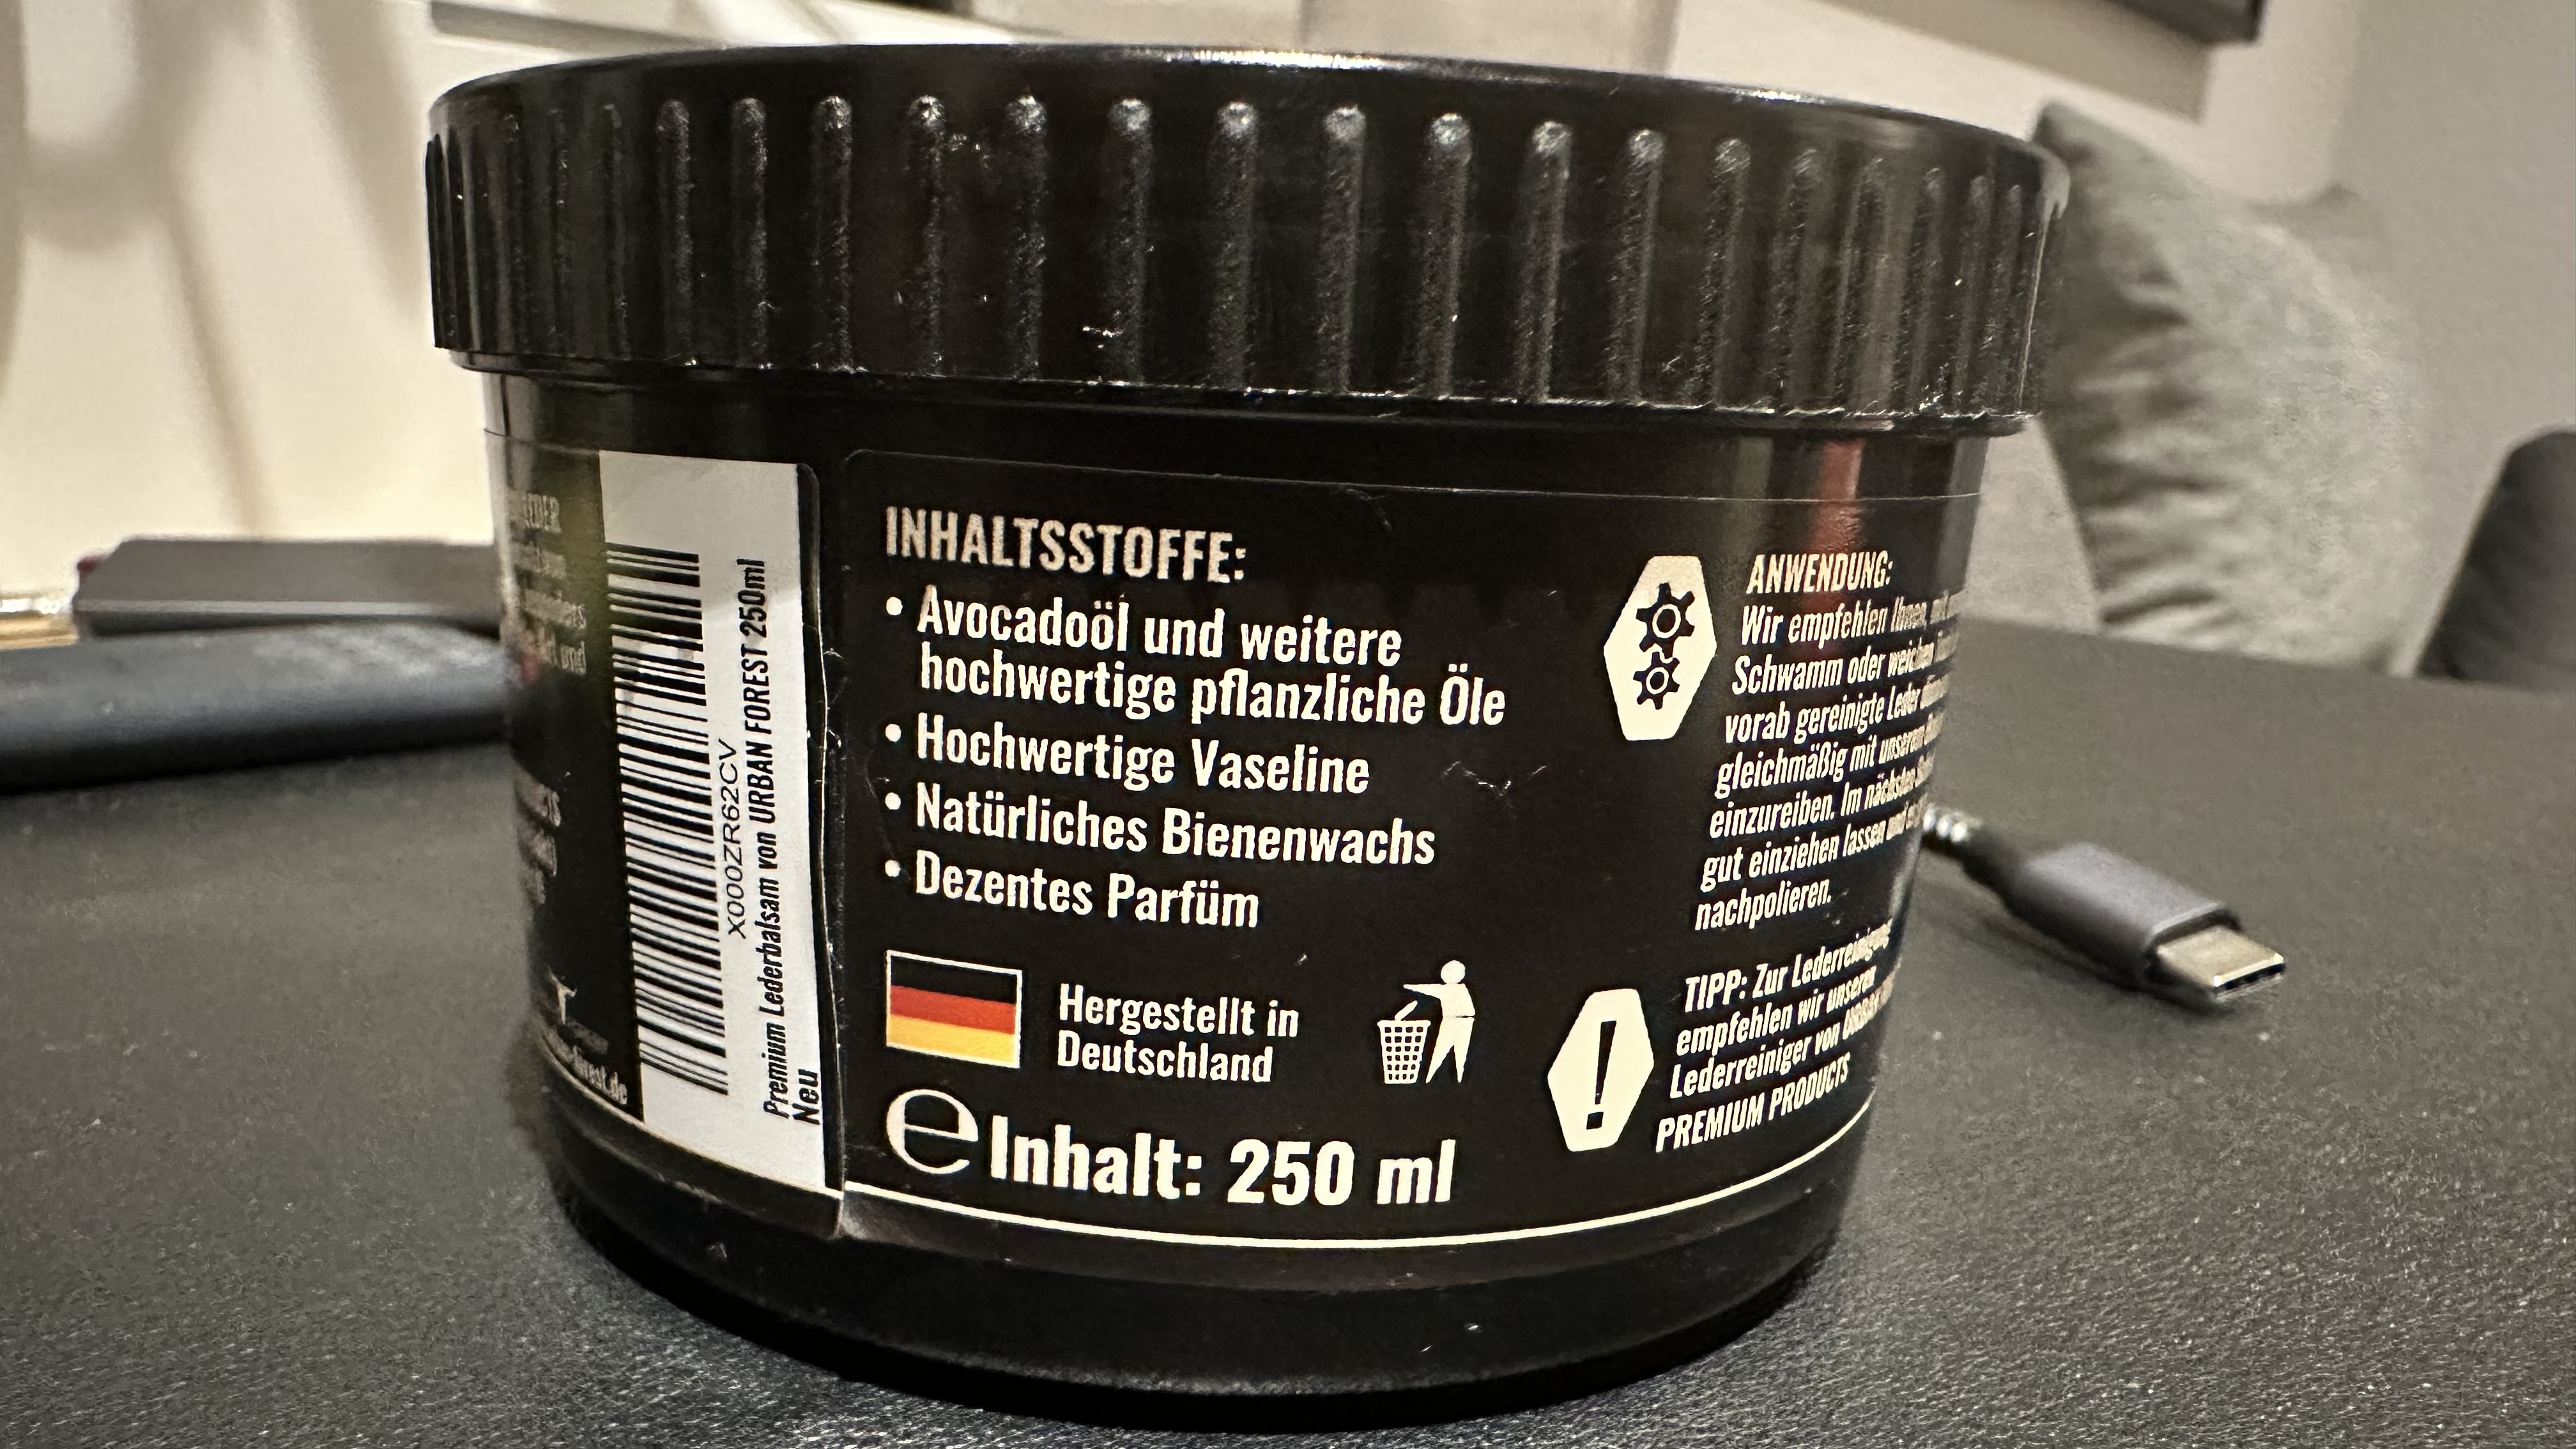 X000ZR62CV
Premium Lederbalsam von URBAN FOREST 250ml
Neu
INHALTSSTOFFE:
• Avocadoöl und weitere
hochwertige pflanzliche Öle
• Hochwertige Vaseline
• Natürliches Bienenwachs
• Dezentes Parfüm
Hergestellt in
Deutschland
℮ Inhalt: 250 ml
ANWENDUNG:
Wir empfehlen Ihnen, mit
Schwamm oder weichen
vorab gereinigte Leder
gleichmäßig mit unserem
einzureiben. Im nächsten
gut einziehen lassen und
nachpolieren.
TIPP: Zur Lederreinigung
empfehlen wir unseren
Lederreiniger von URBAN
PREMIUM PRODUCTS